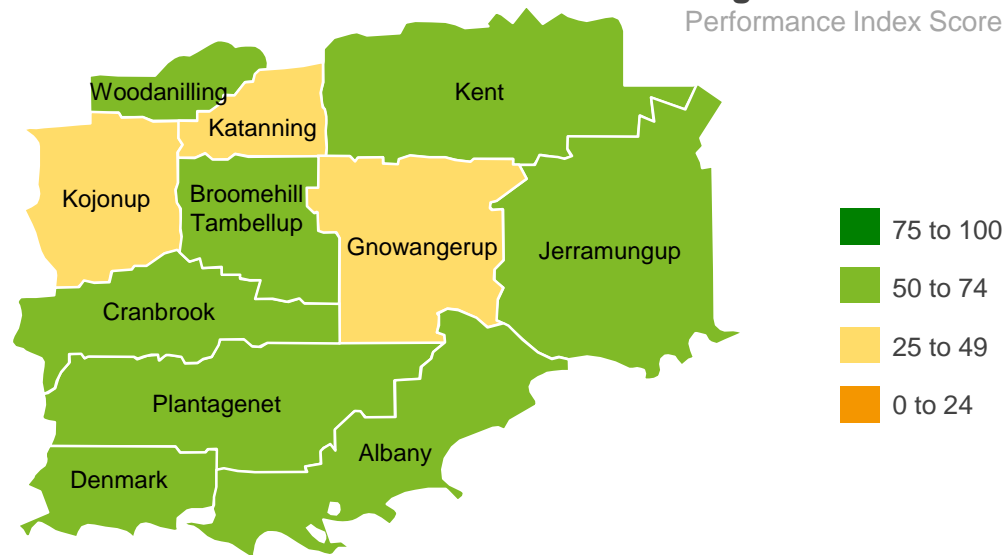 Performance Index Score
Woodanilling
Kent
Katanning
Kojonup
Broomehill
Tambellup
Gnowangerup
Jerramungup
Cranbrook
Plantagenet
Albany
Denmark
75 to 100
50 to 74
25 to 49
0 to 24